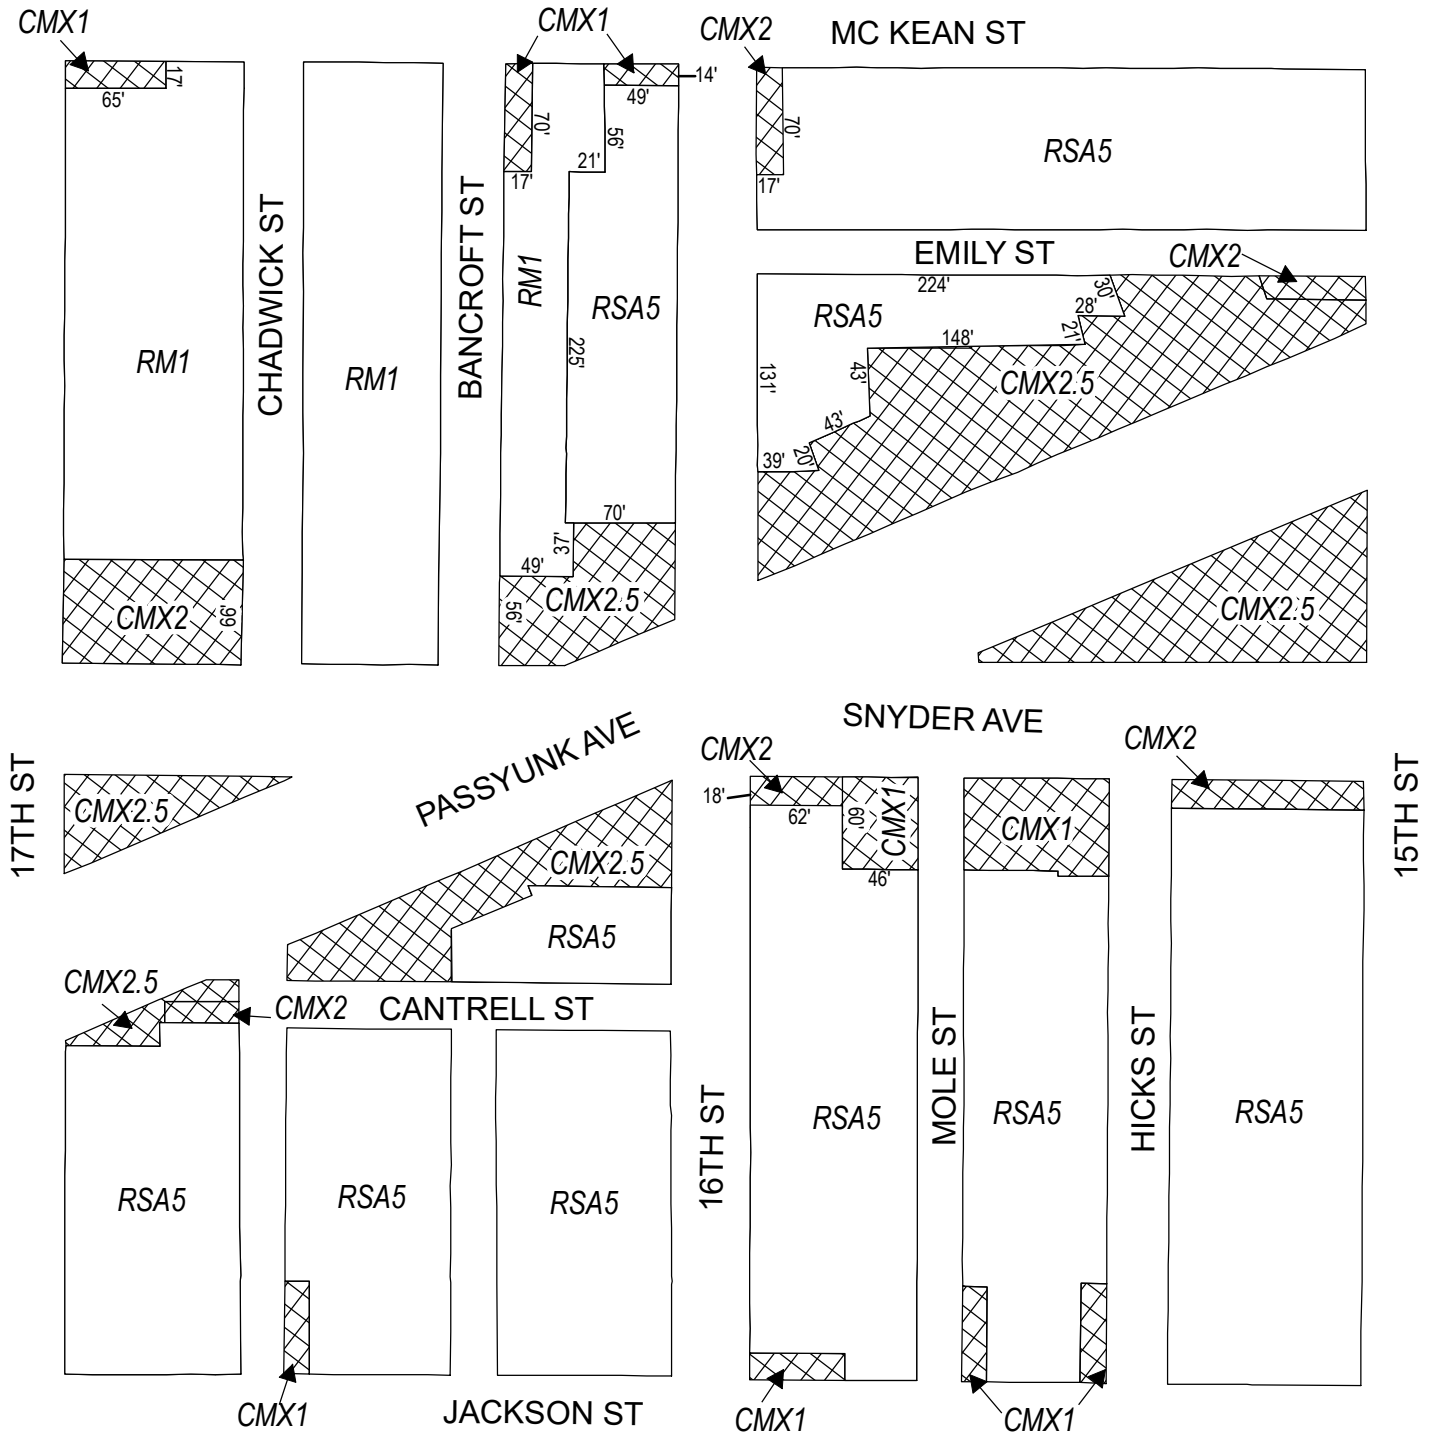 CMX1
CMX1
CMX2
MC KEAN ST
17'
65'
14'
49'
70'
56'
21'
17'
70'
17'
RSA5
CHADWICK ST
BANCROFT ST
EMILY ST
CMX2
RM1
RSA5
224'
30'
28'
21'
RSA5
148'
RM1
RM1
225'
131'
43'
CMX2.5
43'
20'
39'
70'
37'
49'
CMX2
99'
56'
CMX2.5
CMX2.5
SNYDER AVE
PASSYUNK AVE
CMX2
CMX2
17TH ST
15TH ST
CMX2.5
18'
62'
60'
CMX1
CMX1
46'
CMX2.5
RSA5
CMX2.5
CMX2
CANTRELL ST
MOLE ST
HICKS ST
16TH ST
RSA5
RSA5
RSA5
RSA5
RSA5
RSA5
CMX1
JACKSON ST
CMX1
CMX1